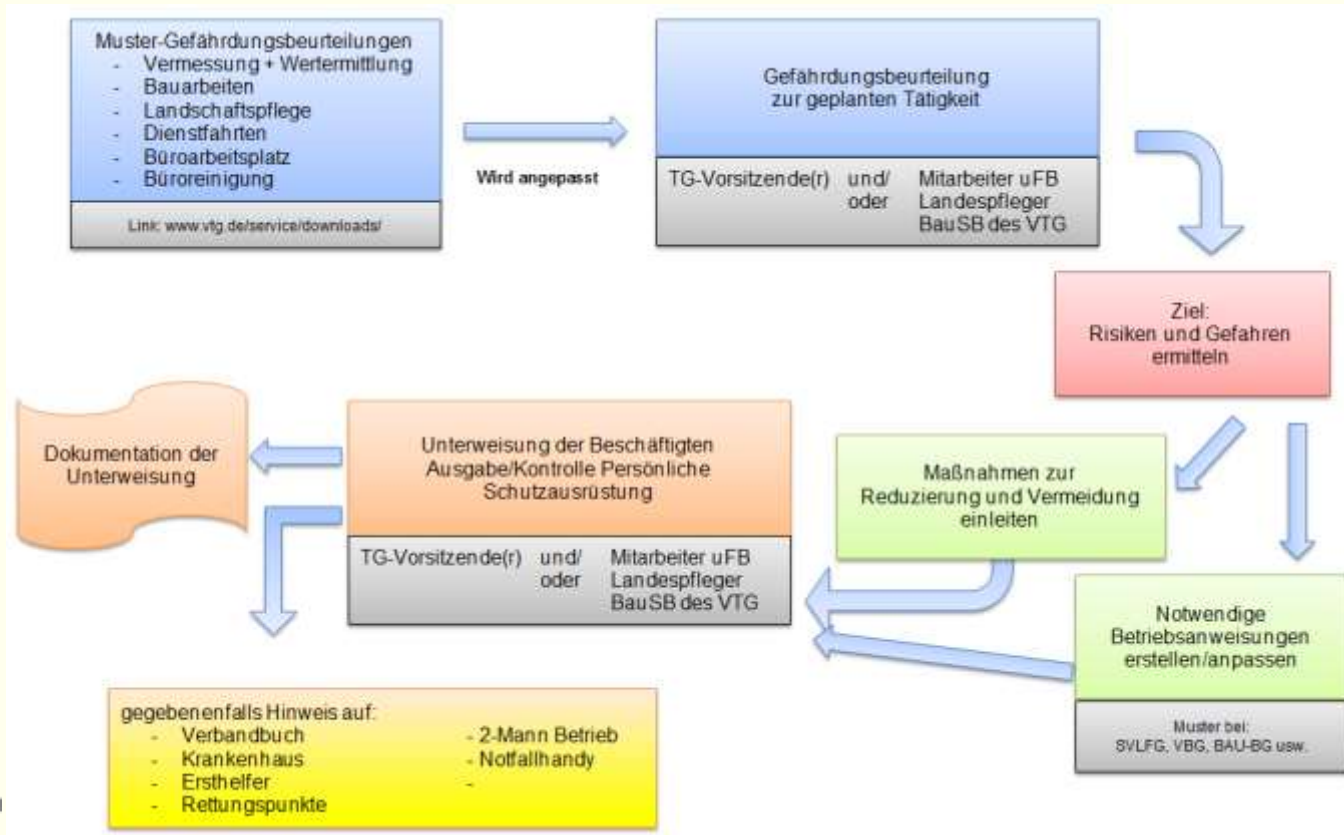 Muster-Gefährdungsbeurteilungen
- Vermessung + Wertermittlung
- Bauarbeiten
- Landschaftspflege
- Dienstfahrten
- Büroarbeitsplatz
- Büroreinigung
Link: www.vtg.de/service/downloads/
Wird angepasst
Gefährdungsbeurteilung
zur geplanten Tätigkeit
TG-Vorsitzende(r) und/ Mitarbeiter uFB
oder Landespfleger
BauSB des VTG
Ziel:
Risiken und Gefahren
ermitteln
Maßnahmen zur
Reduzierung und Vermeidung
einleiten
Notwendige
Betriebsanweisungen
erstellen/anpassen
Muster bei:
SVLFG, VBG, BAU-BG usw.
Unterweisung der Beschäftigten
Ausgabe/Kontrolle Persönliche
Schutzausrüstung
TG-Vorsitzende(r) und/ Mitarbeiter uFB
oder Landespfleger
BauSB des VTG
Dokumentation der
Unterweisung
gegebenenfalls Hinweis auf:
- Verbandbuch - 2-Mann Betrieb
- Krankenhaus - Notfallhandy
- Ersthelfer -
- Rettungspunkte